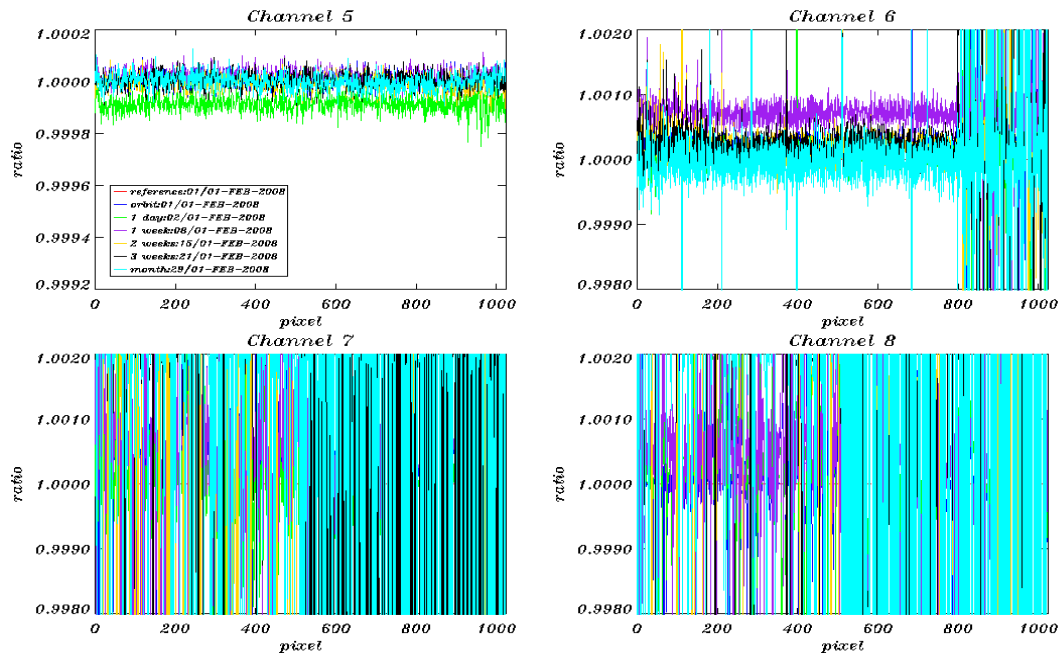 Channel 5
1.0002
1.0000
0.9998
0.9996
0.9994
0.9992
ratio
reference:01/01-FEB-2008
orbit:01/01-FEB-2008
1 day:02/01-FEB-2008
1 week:08/01-FEB-2008
2 weeks:15/01-FEB-2008
3 weeks:21/01-FEB-2008
month:29/01-FEB-2008
0 200 400 600 800 1000
pixel
Channel 6
1.0020
1.0010
1.0000
0.9990
0.9980
ratio
0 200 400 600 800 1000
pixel
Channel 7
1.0020
1.0010
1.0000
0.9990
0.9980
ratio
0 200 400 600 800 1000
pixel
Channel 8
1.0020
1.0010
1.0000
0.9990
0.9980
ratio
0 200 400 600 800 1000
pixel